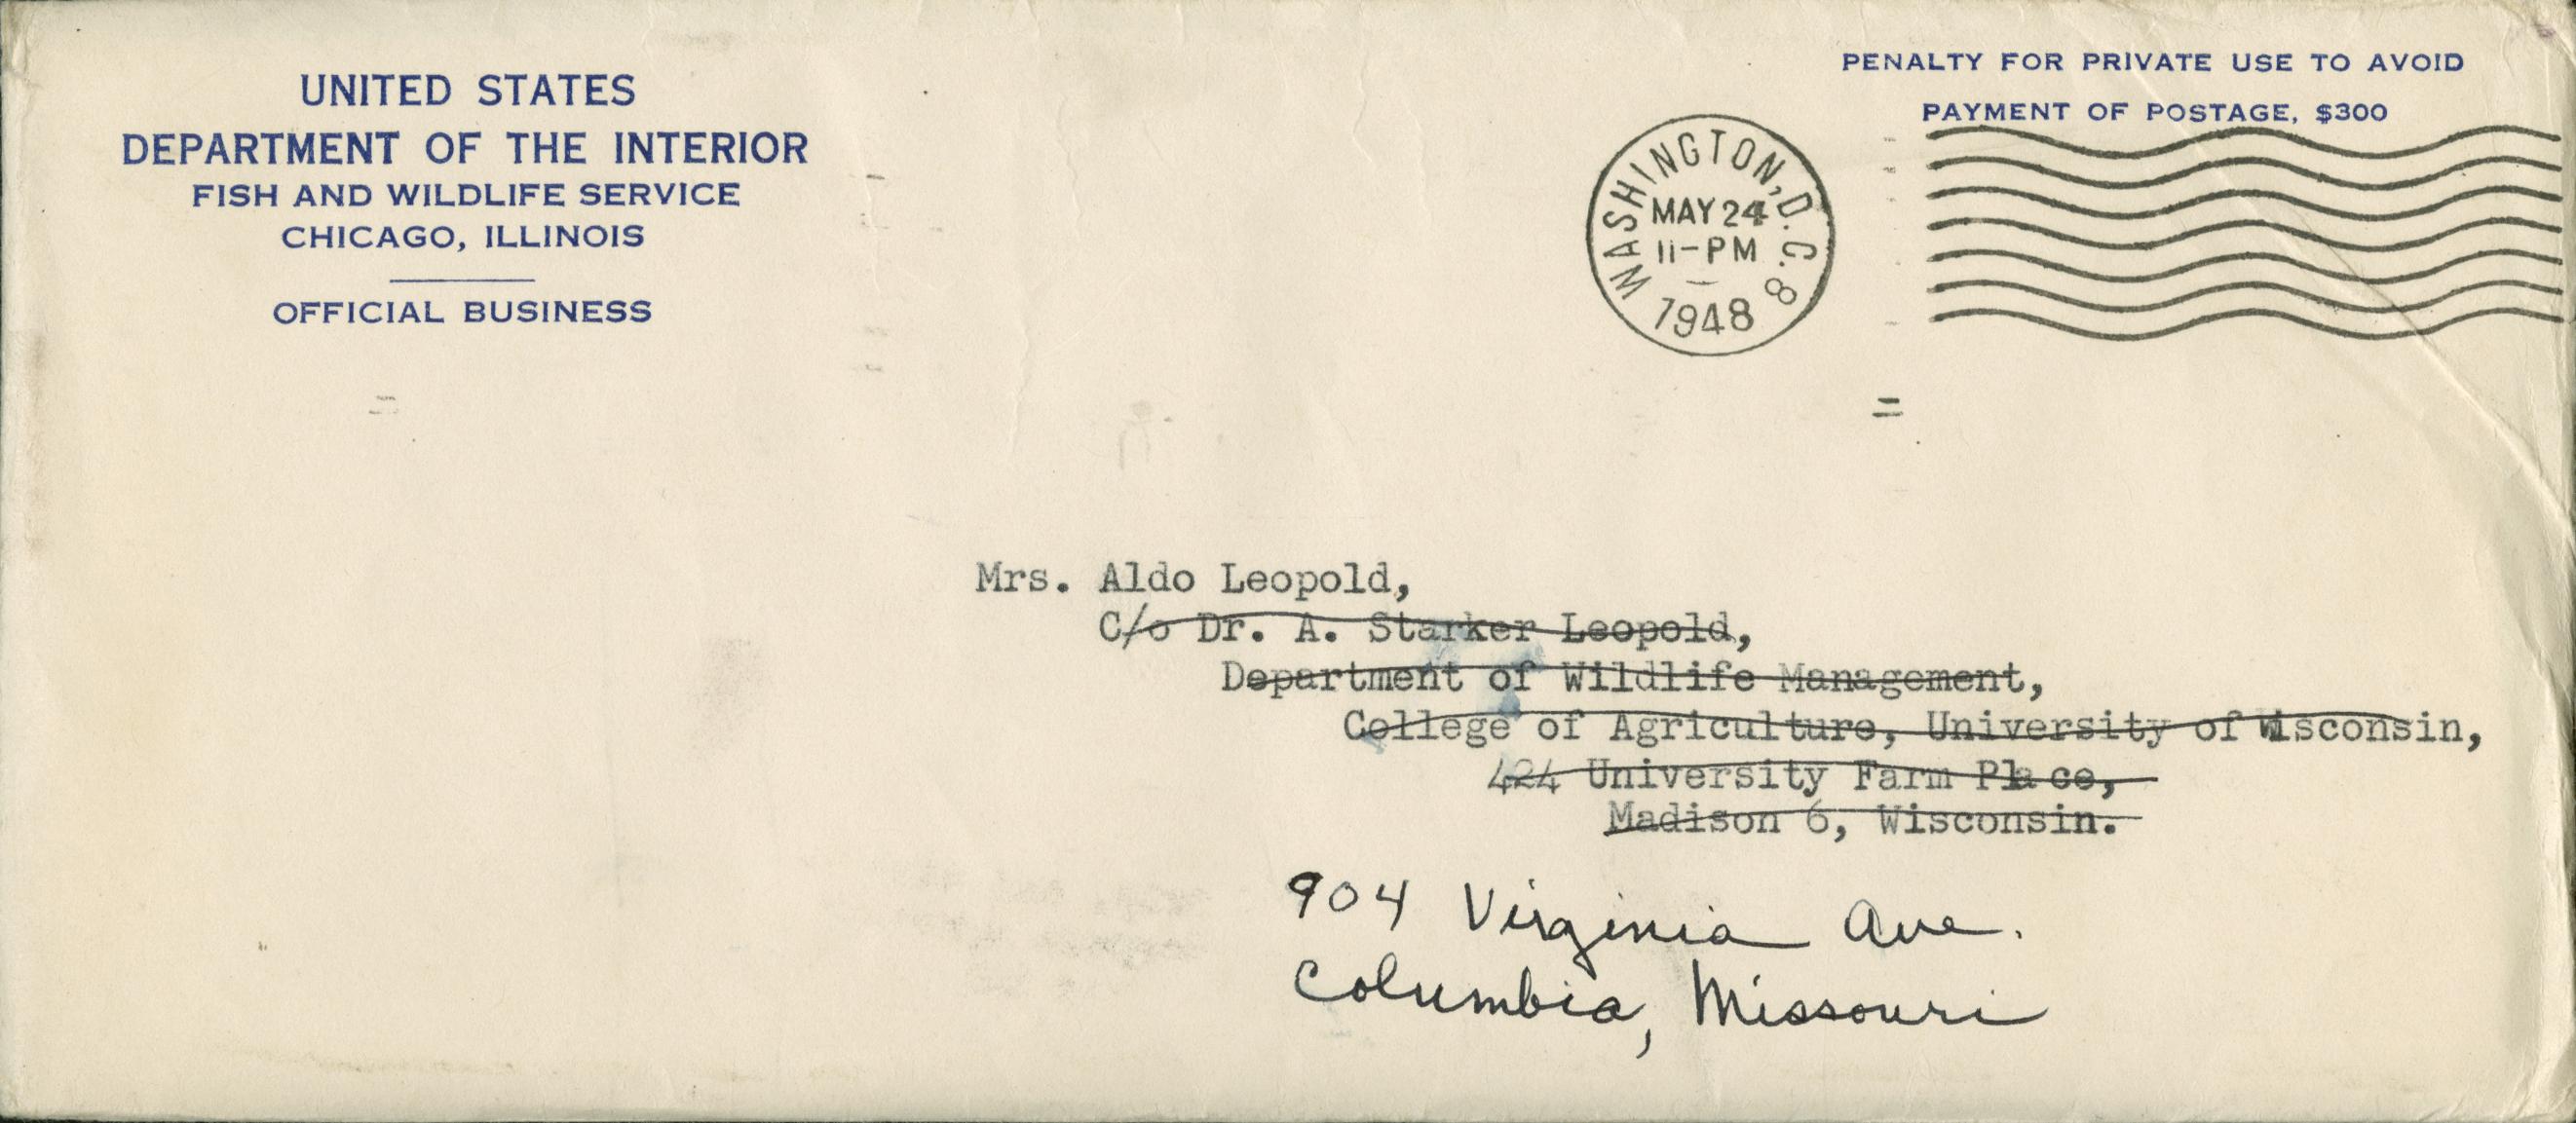 UNITED STATES
DEPARTMENT OF THE INTERIOR
FISH AND WILDLIFE SERVICE
CHICAGO, ILLINOIS
OFFICIAL BUSINESS
PENALTY FOR PRIVATE USE TO AVOID
PAYMENT OF POSTAGE, $300
WASHINGTON, D.C. 8
MAY 24
11-PM
1948
Mrs. Aldo Leopold,
C/o Dr. A. Starker Leopold,
Department of Wildlife Management,
College of Agriculture, University of Wisconsin,
424 University Farm Place,
Madison 6, Wisconsin.
904 Virginia Ave.
Columbia, Missouri